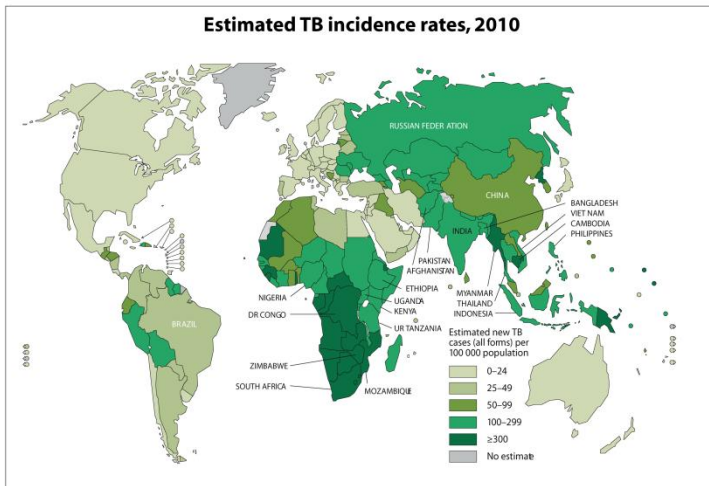 Estimated TB incidence rates, 2010
RUSSIAN FEDER ATION
CHINA
BANGLADESH
VIET NAM
CAMBODIA
PHILIPPINES
INDIA
PAKISTAN
AFGHANISTAN
MYANMAR
THAILAND
INDONESIA
ETHIOPIA
NIGERIA
UGANDA
KENYA
DR CONGO
UR TANZANIA
BRAZIL
ZIMBABWE
SOUTH AFRICA
MOZAMBIQUE
Estimated new TB
cases (all forms) per
100 000 population
0–24
25–49
50–99
100–299
≥300
No estimate